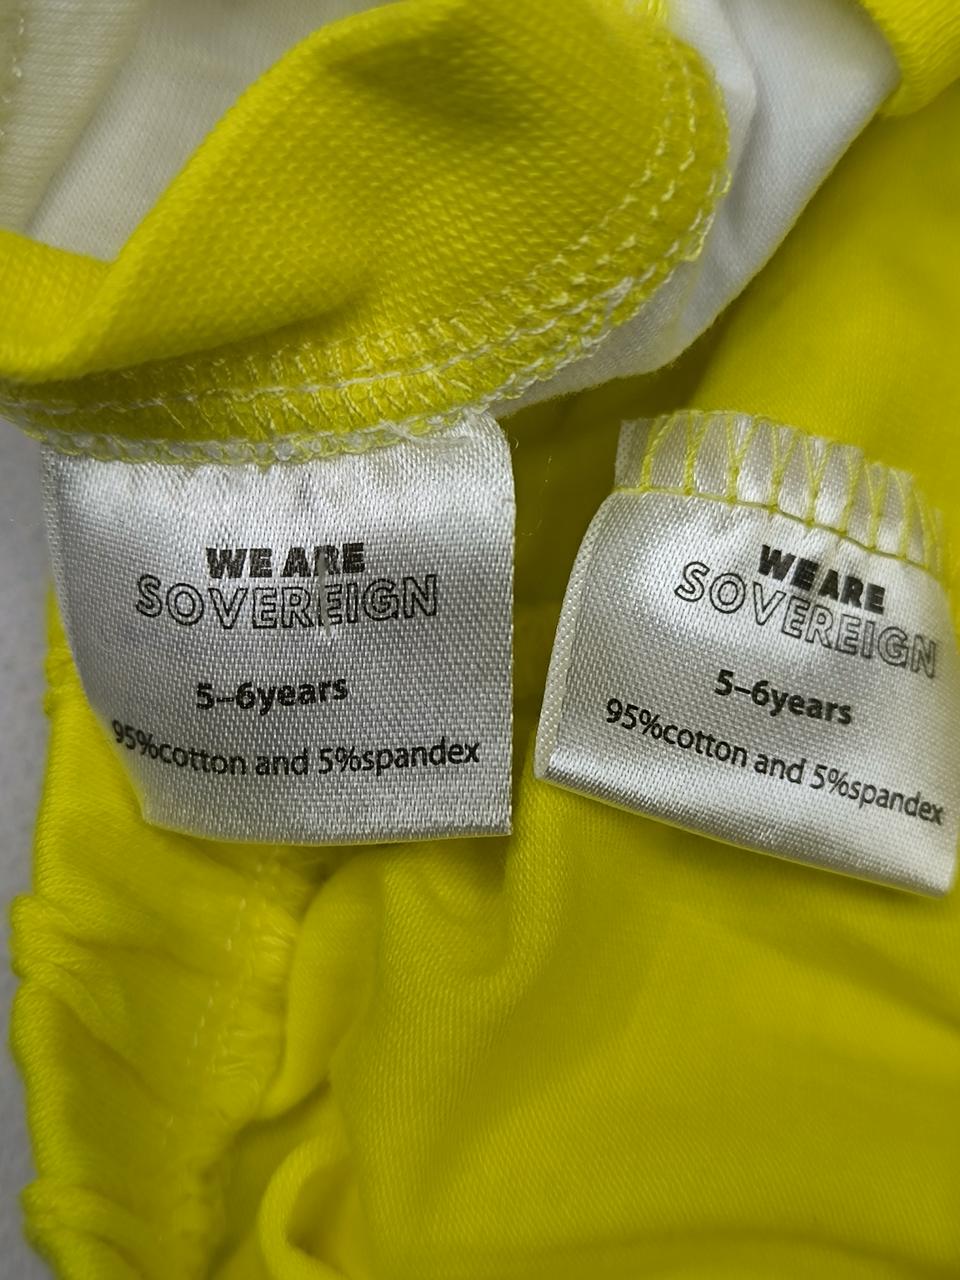 WE ARE
SOVEREIGN
5–6years
95%cotton and 5%spandex
WE ARE
SOVEREIGN
5–6years
95%cotton and 5%spandex